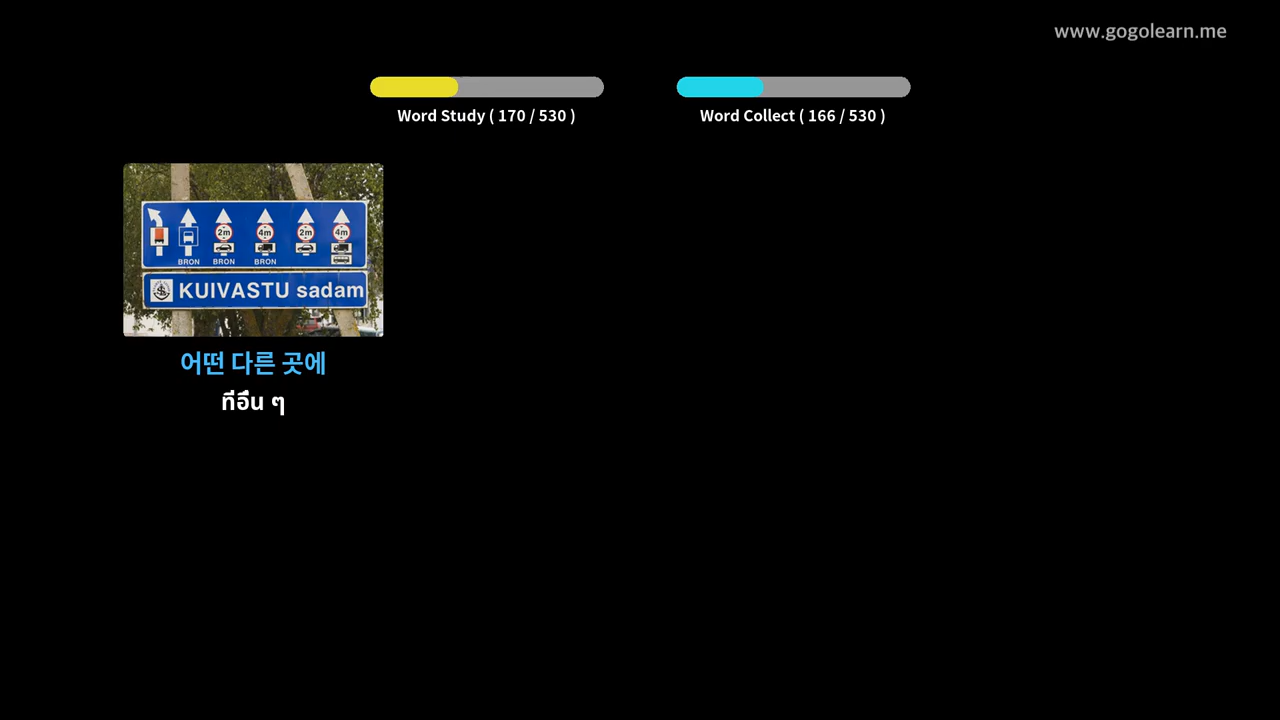 www.gogolearn.me
Word Study ( 170 / 530 )
Word Collect ( 166 / 530 )
2m 4m 2m 4m
BRON BRON BRON
KUIVASTU sadam
어떤 다른 곳에
ที่อื่น ๆ